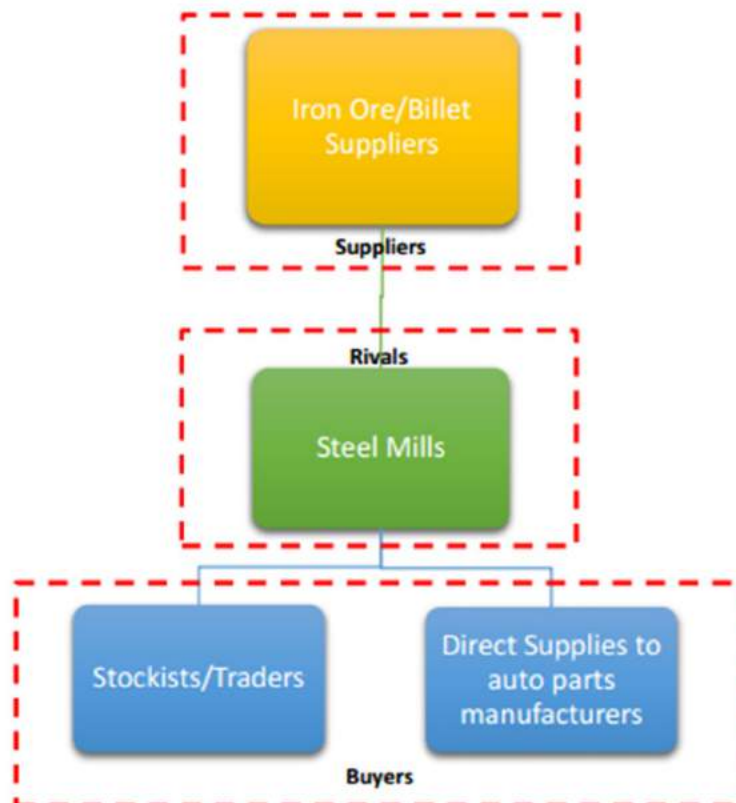 Iron Ore/Billet
Suppliers
Suppliers
Rivals
Steel Mills
Stockists/Traders
Direct Supplies to
auto parts
manufacturers
Buyers